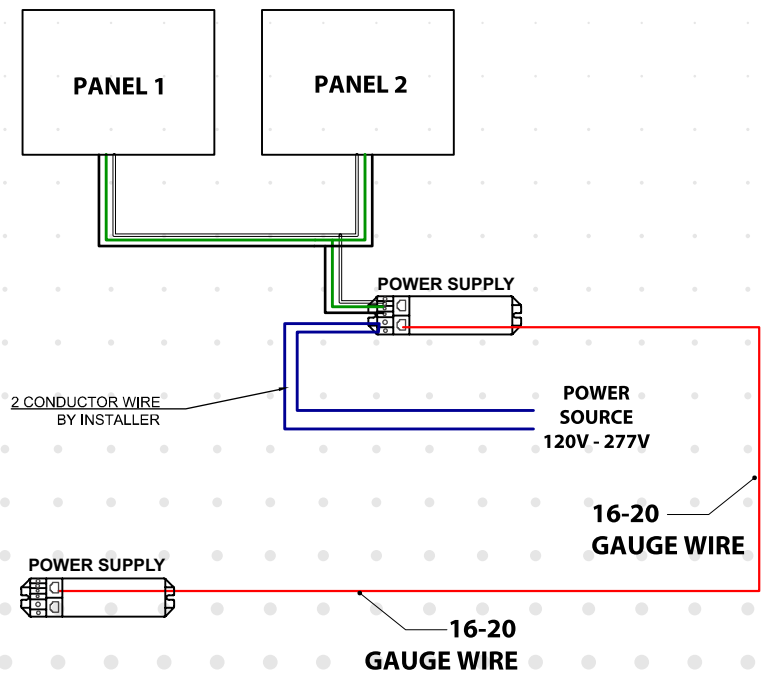 PANEL 1
PANEL 2
POWER SUPPLY
2 CONDUCTOR WIRE
BY INSTALLER
POWER
SOURCE
120V - 277V
16-20
GAUGE WIRE
POWER SUPPLY
16-20
GAUGE WIRE